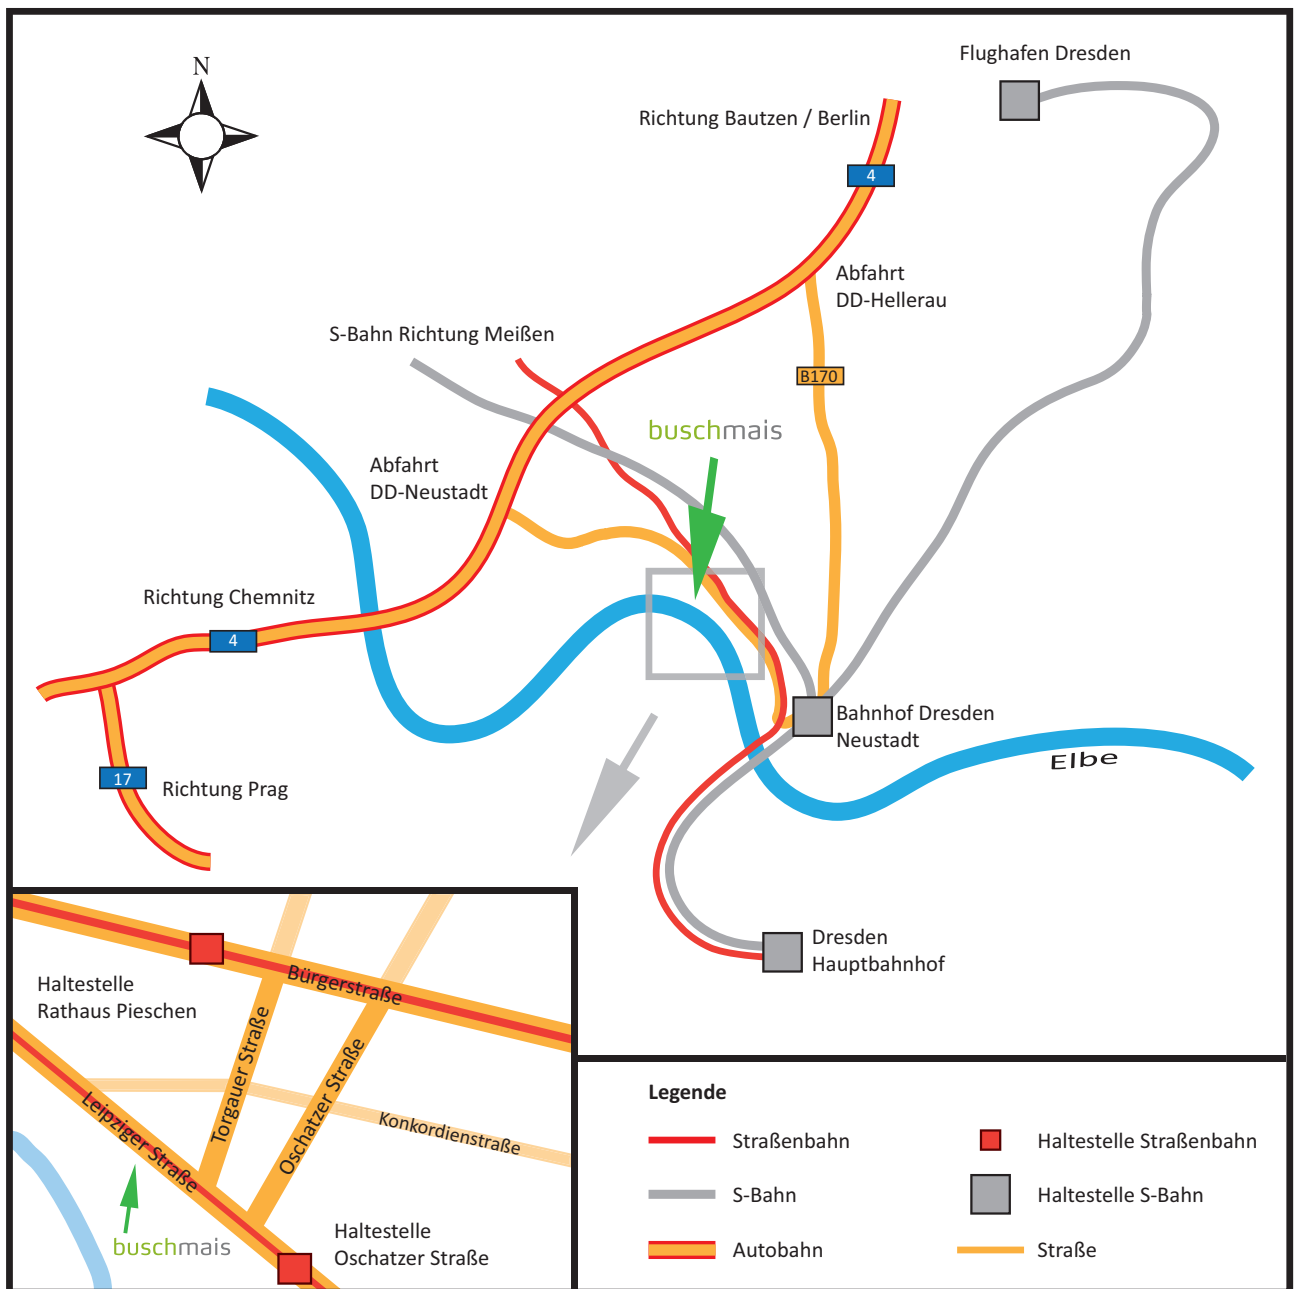 Flughafen Dresden
N
Richtung Bautzen / Berlin
4
Abfahrt
DD-Hellerau
S-Bahn Richtung Meißen
B170
buschmais
Abfahrt
DD-Neustadt
Richtung Chemnitz
4
Bahnhof Dresden
Neustadt
Elbe
17
Richtung Prag
Dresden
Hauptbahnhof
Bürgerstraße
Haltestelle
Rathaus Pieschen
Torgauer Straße
Oschatzer Straße
Leipziger Straße
Konkordienstraße
buschmais
Haltestelle
Oschatzer Straße
Legende
Straßenbahn
Haltestelle Straßenbahn
S-Bahn
Haltestelle S-Bahn
Autobahn
Straße